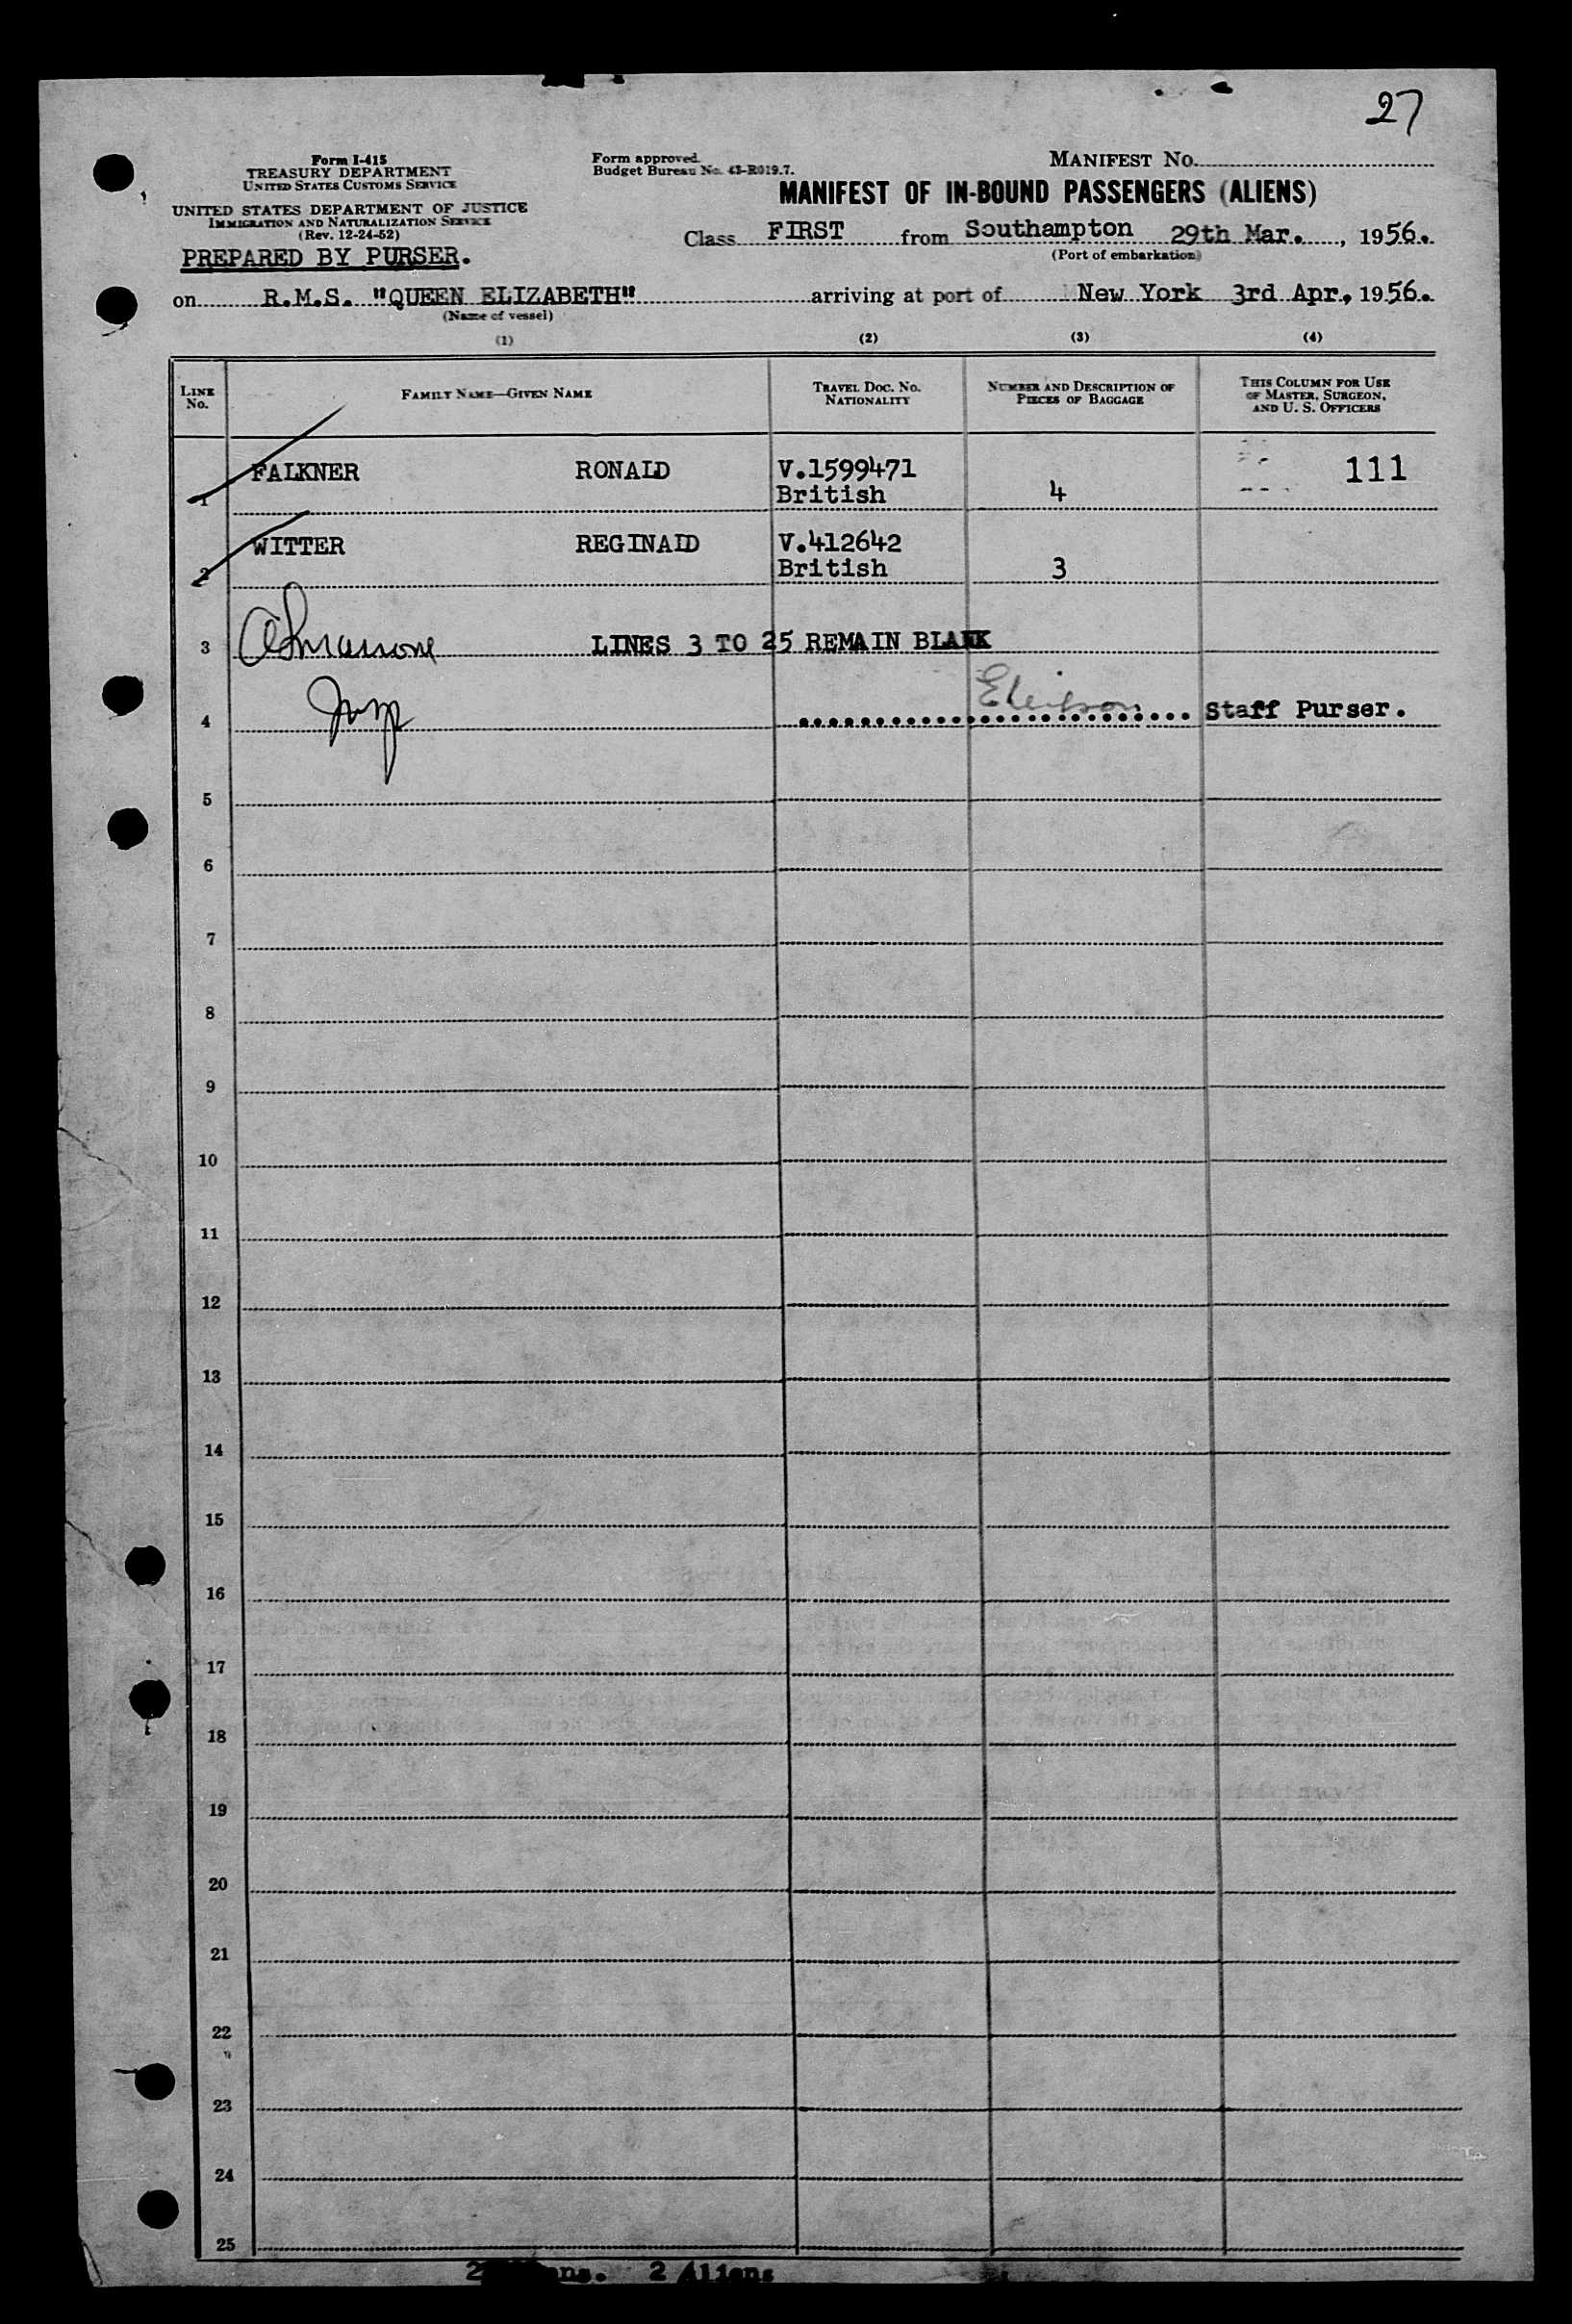 27
Form I-415
TREASURY DEPARTMENT
UNITED STATES CUSTOMS SERVICE
UNITED STATES DEPARTMENT OF JUSTICE
IMMIGRATION AND NATURALIZATION SERVICE
(Rev. 12-24-52)
PREPARED BY PURSER.
Form approved.
Budget Bureau No. 43-R019.7.
MANIFEST No.
MANIFEST OF IN-BOUND PASSENGERS (ALIENS)
Class FIRST from Southampton 29th Mar. , 1956.
(Port of embarkation)
on R.M.S. "QUEEN ELIZABETH" arriving at port of New York 3rd Apr, 1956.
(Name of vessel)
(1) (2) (3) (4)
LINE No. FAMILY NAME—GIVEN NAME TRAVEL DOC. No. NATIONALITY NUMBER AND DESCRIPTION OF PIECES OF BAGGAGE THIS COLUMN FOR USE OF MASTER, SURGEON, AND U. S. OFFICERS
1 FALKNER RONALD V.1599471 British 4 111
2 WITTER REGINALD V.412642 British 3
3 LINES 3 TO 25 REMAIN BLANK
4 Staff Purser.
5
6
7
8
9
10
11
12
13
14
15
16
17
18
19
20
21
22
23
24
25
2 Aliens